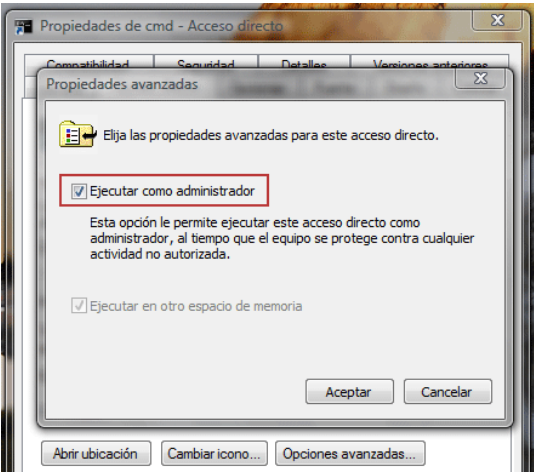 Propiedades de cmd - Acceso directo
Compatibilidad Seguridad Detalles Versiones anteriores
Propiedades avanzadas
Elija las propiedades avanzadas para este acceso directo.
Ejecutar como administrador
Esta opción le permite ejecutar este acceso directo como
administrador, al tiempo que el equipo se protege contra cualquier
actividad no autorizada.
Ejecutar en otro espacio de memoria
Aceptar Cancelar
Abrir ubicación Cambiar icono... Opciones avanzadas...